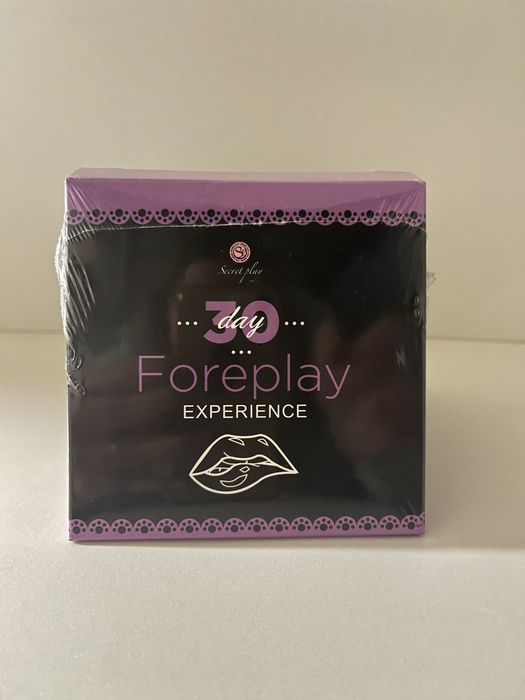 Secret play
... 30 day ...
...
Foreplay
EXPERIENCE